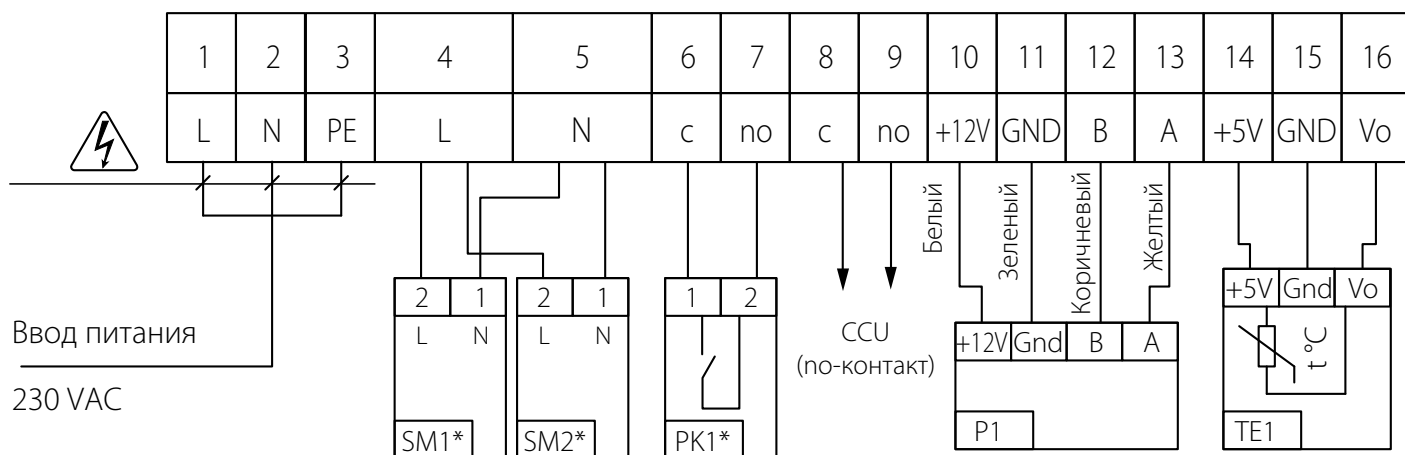 1 2 3 4 5 6 7 8 9 10 11 12 13 14 15 16
L N PE L N c no c no +12V GND B A +5V GND Vo
Белый
Зеленый
Коричневый
Желтый
2 1 2 1 1 2
L N L N
+5V Gnd Vo
t °C
Ввод питания
230 VAC
CCU
(no-контакт)
+12V Gnd B A
SM1* SM2* PK1* P1 TE1